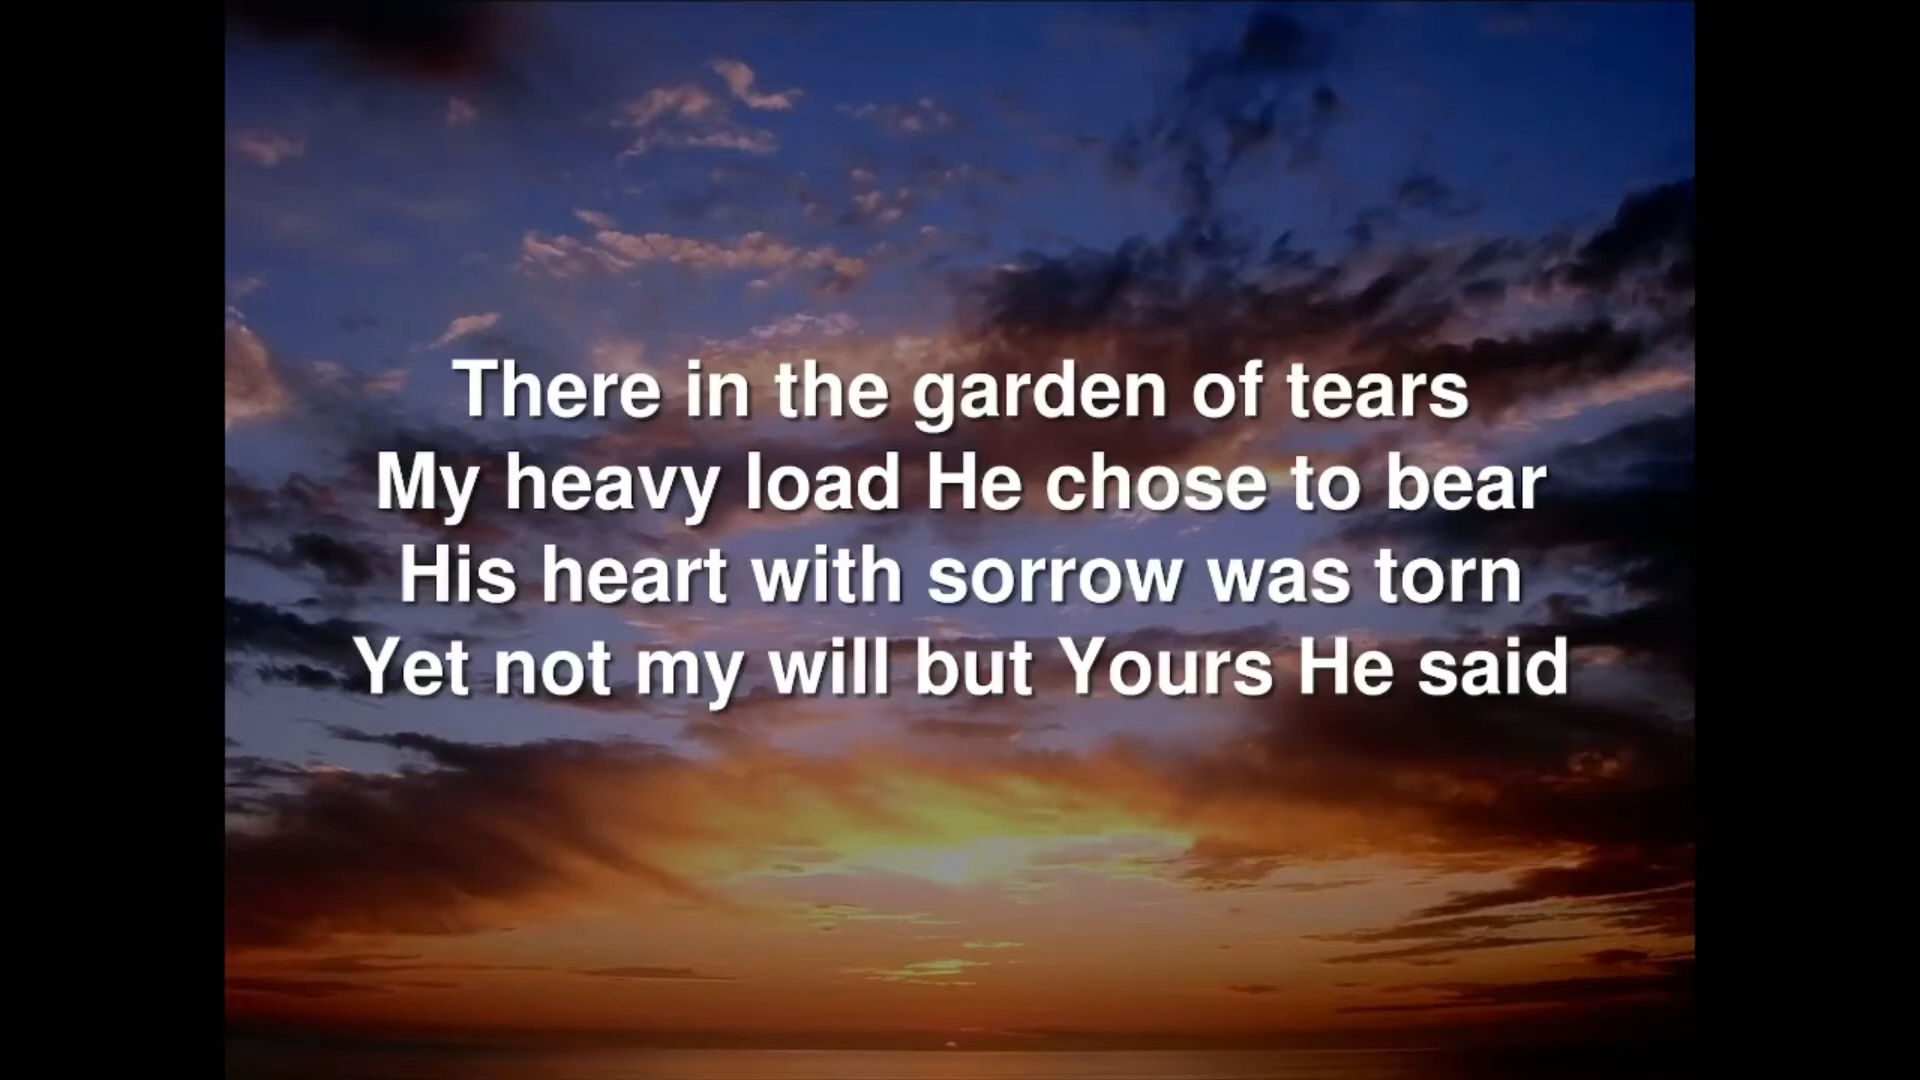 There in the garden of tears
My heavy load He chose to bear
His heart with sorrow was torn
Yet not my will but Yours He said